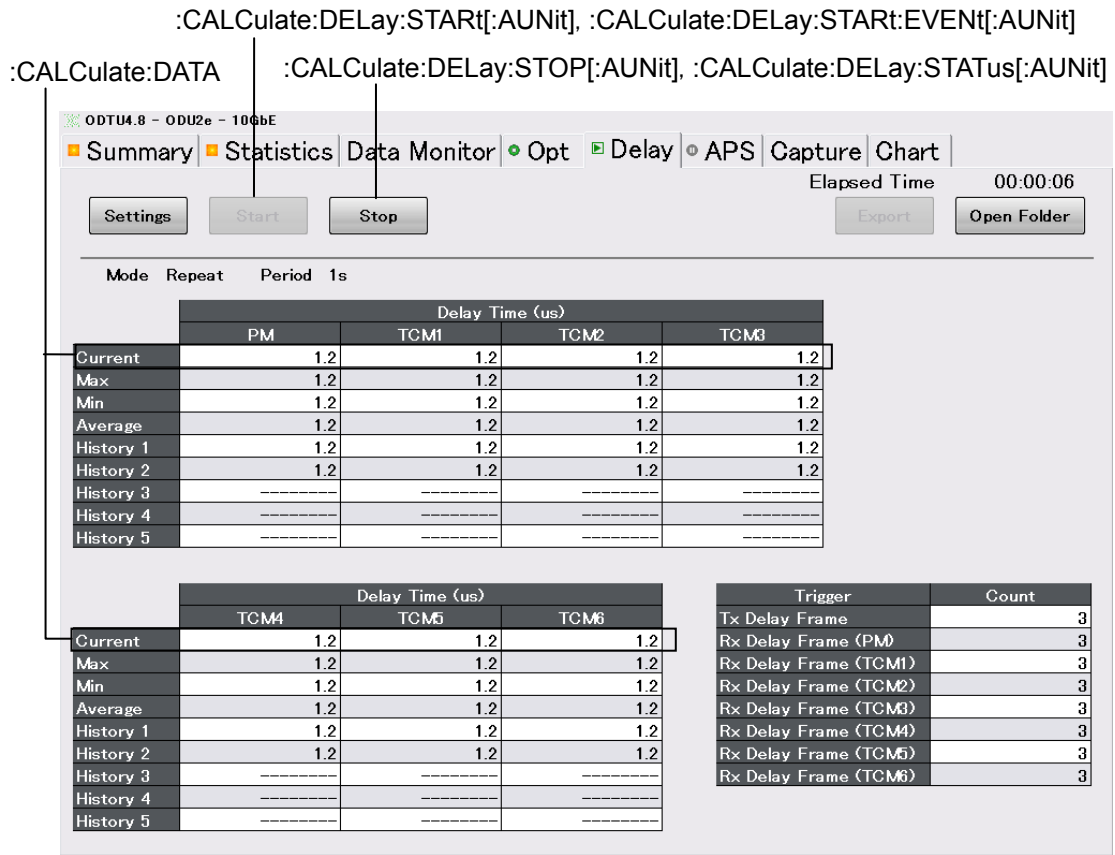 :CALCulate:DELay:STARt[:AUNit], :CALCulate:DELay:STARt:EVENt[:AUNit]
:CALCulate:DATA :CALCulate:DELay:STOP[:AUNit], :CALCulate:DELay:STATus[:AUNit]
ODTU4.8 - ODU2e - 10GbE
Summary Statistics Data Monitor Opt Delay APS Capture Chart
Elapsed Time 00:00:06
Settings Start Stop Export Open Folder
Mode Repeat Period 1s
Delay Time (us)
PM TCM1 TCM2 TCM3
Current 1.2 1.2 1.2 1.2
Max 1.2 1.2 1.2 1.2
Min 1.2 1.2 1.2 1.2
Average 1.2 1.2 1.2 1.2
History 1 1.2 1.2 1.2 1.2
History 2 1.2 1.2 1.2 1.2
History 3 -------- -------- -------- --------
History 4 -------- -------- -------- --------
History 5 -------- -------- -------- --------
Delay Time (us)
TCM4 TCM5 TCM6
Current 1.2 1.2 1.2
Max 1.2 1.2 1.2
Min 1.2 1.2 1.2
Average 1.2 1.2 1.2
History 1 1.2 1.2 1.2
History 2 1.2 1.2 1.2
History 3 -------- -------- --------
History 4 -------- -------- --------
History 5 -------- -------- --------
Trigger Count
Tx Delay Frame 3
Rx Delay Frame (PM) 3
Rx Delay Frame (TCM1) 3
Rx Delay Frame (TCM2) 3
Rx Delay Frame (TCM3) 3
Rx Delay Frame (TCM4) 3
Rx Delay Frame (TCM5) 3
Rx Delay Frame (TCM6) 3